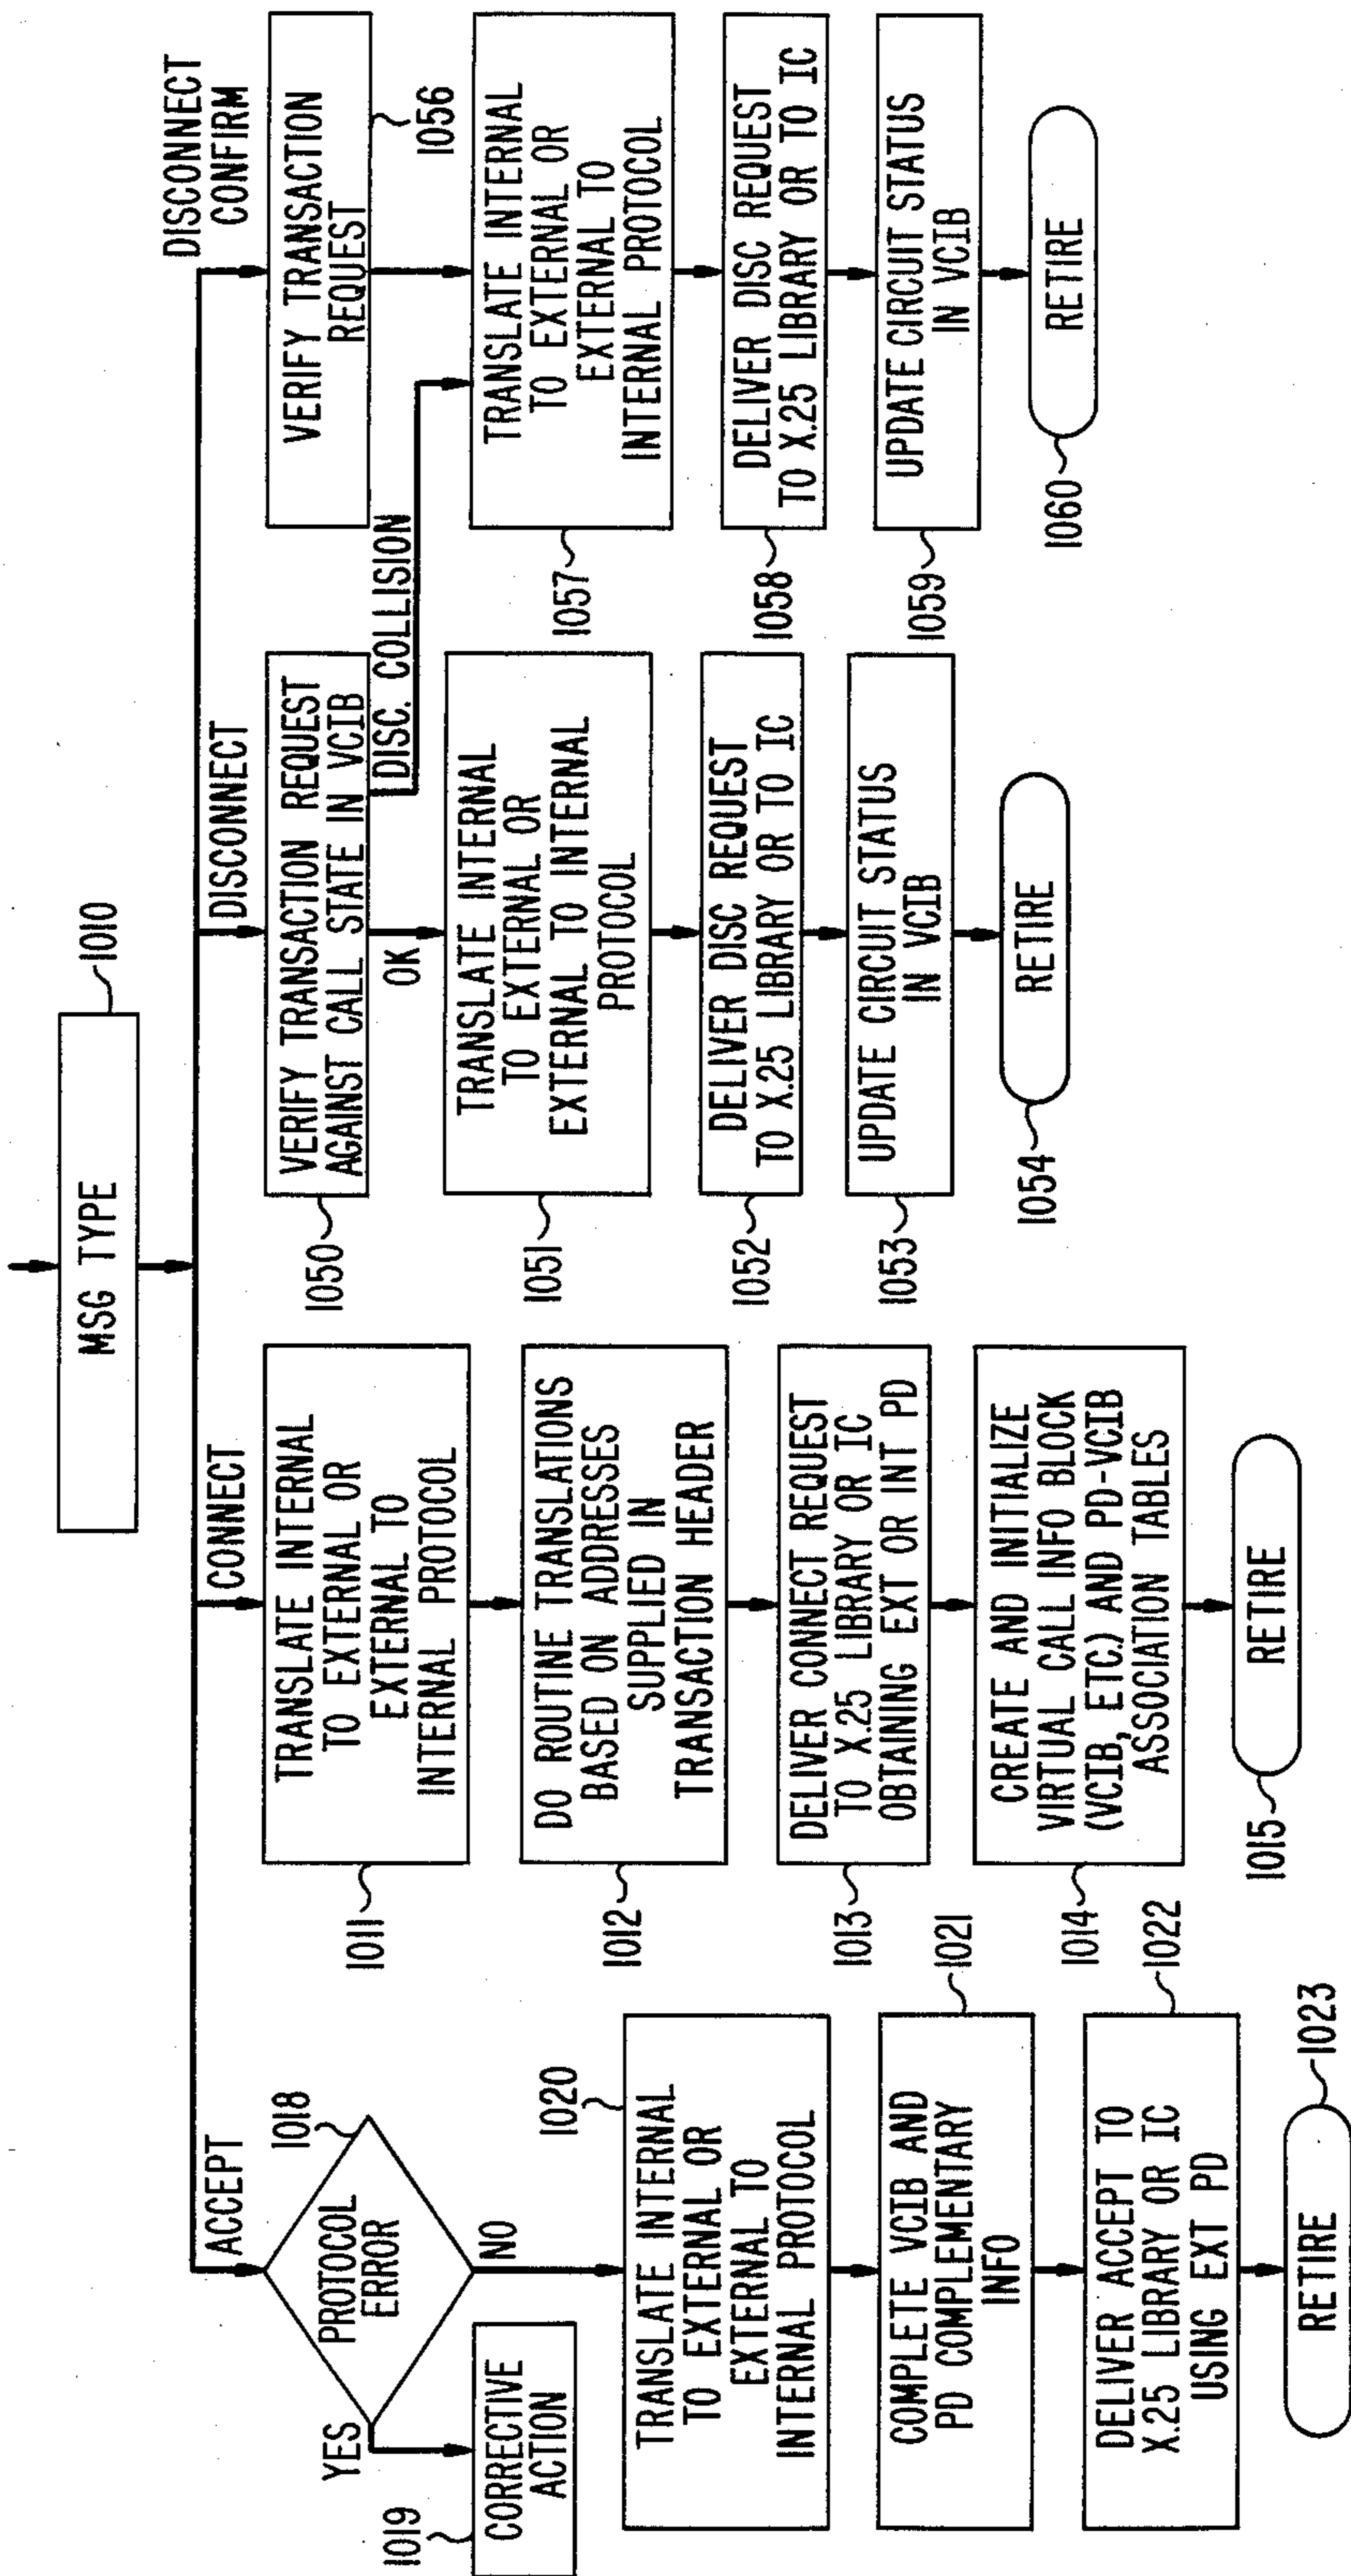 MSG TYPE
1010
ACCEPT
PROTOCOL
ERROR
1018
YES
NO
1019
CORRECTIVE
ACTION
1020
TRANSLATE INTERNAL
TO EXTERNAL OR
EXTERNAL TO
INTERNAL PROTOCOL
COMPLETE VCIB AND
PD COMPLEMENTARY
INFO
1021
DELIVER ACCEPT TO
X.25 LIBRARY OR IC
USING EXT PD
1022
RETIRE
1023
CONNECT
TRANSLATE INTERNAL
TO EXTERNAL OR
EXTERNAL TO
INTERNAL PROTOCOL
1011
DO ROUTINE TRANSLATIONS
BASED ON ADDRESSES
SUPPLIED IN
TRANSACTION HEADER
1012
DELIVER CONNECT REQUEST
TO X.25 LIBRARY OR IC
OBTAINING EXT OR INT PD
1013
CREATE AND INITIALIZE
VIRTUAL CALL INFO BLOCK
(VCIB, ETC.) AND PD-VCIB
ASSOCIATION TABLES
1014
RETIRE
1015
DISCONNECT
VERIFY TRANSACTION REQUEST
AGAINST CALL STATE IN VCIB
1050
OK
DISC. COLLISION
TRANSLATE INTERNAL
TO EXTERNAL OR
EXTERNAL TO INTERNAL
PROTOCOL
1051
DELIVER DISC REQUEST
TO X.25 LIBRARY OR TO IC
1052
UPDATE CIRCUIT STATUS
IN VCIB
1053
RETIRE
1054
DISCONNECT
CONFIRM
VERIFY TRANSACTION
REQUEST
1056
TRANSLATE INTERNAL
TO EXTERNAL OR
EXTERNAL TO
INTERNAL PROTOCOL
1057
DELIVER DISC REQUEST
TO X.25 LIBRARY OR TO IC
1058
UPDATE CIRCUIT STATUS
IN VCIB
1059
RETIRE
1060